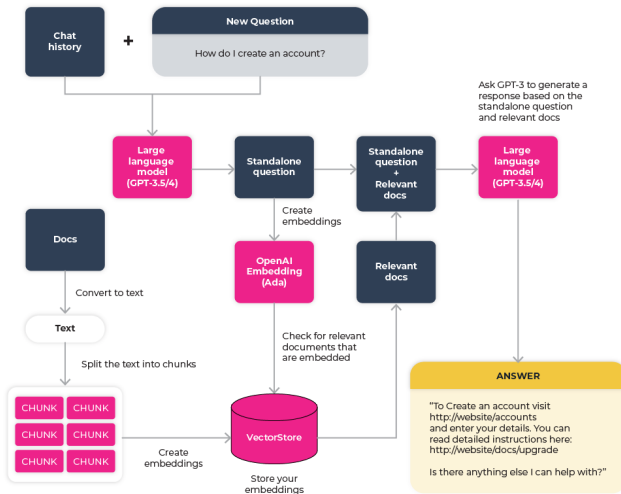 Chat
history
+
New Question
How do I create an account?
Ask GPT-3 to generate a
response based on the
standalone question
and relevant docs
Large
language
model
(GPT-3.5/4)
Standalone
question
Standalone
question
+
Relevant
docs
Large
language
model
(GPT-3.5/4)
Create
embeddings
Docs
OpenAI
Embedding
(Ada)
Relevant
docs
Convert to text
Text
Check for relevant
documents that
are embedded
Split the text into chunks
ANSWER
CHUNK CHUNK
CHUNK CHUNK
CHUNK CHUNK
Create
embeddings
VectorStore
Store your
embeddings
"To Create an account visit
http://website/accounts
and enter your details. You can
read detailed instructions here:
http://website/docs/upgrade
Is there anything else I can help with?"